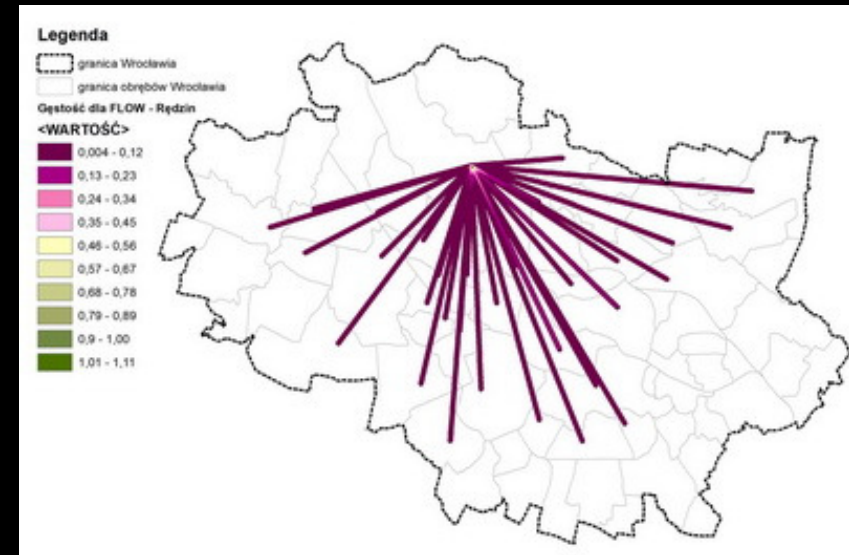 Legenda
granica Wrocławia
granica obrębów Wrocławia
Gęstość dla FLOW - Rędzin
<WARTOŚĆ>
0,004 - 0,12
0,13 - 0,23
0,24 - 0,34
0,35 - 0,45
0,46 - 0,56
0,57 - 0,67
0,68 - 0,78
0,79 - 0,89
0,9 - 1,00
1,01 - 1,11